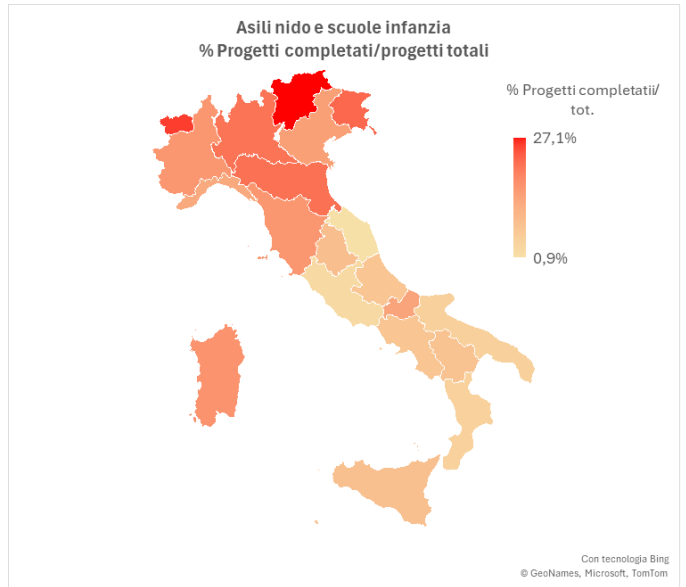 Asili nido e scuole infanzia
% Progetti completati/progetti totali
% Progetti completatii/
tot.
27,1%
0,9%
Con tecnologia Bing
© GeoNames, Microsoft, TomTom